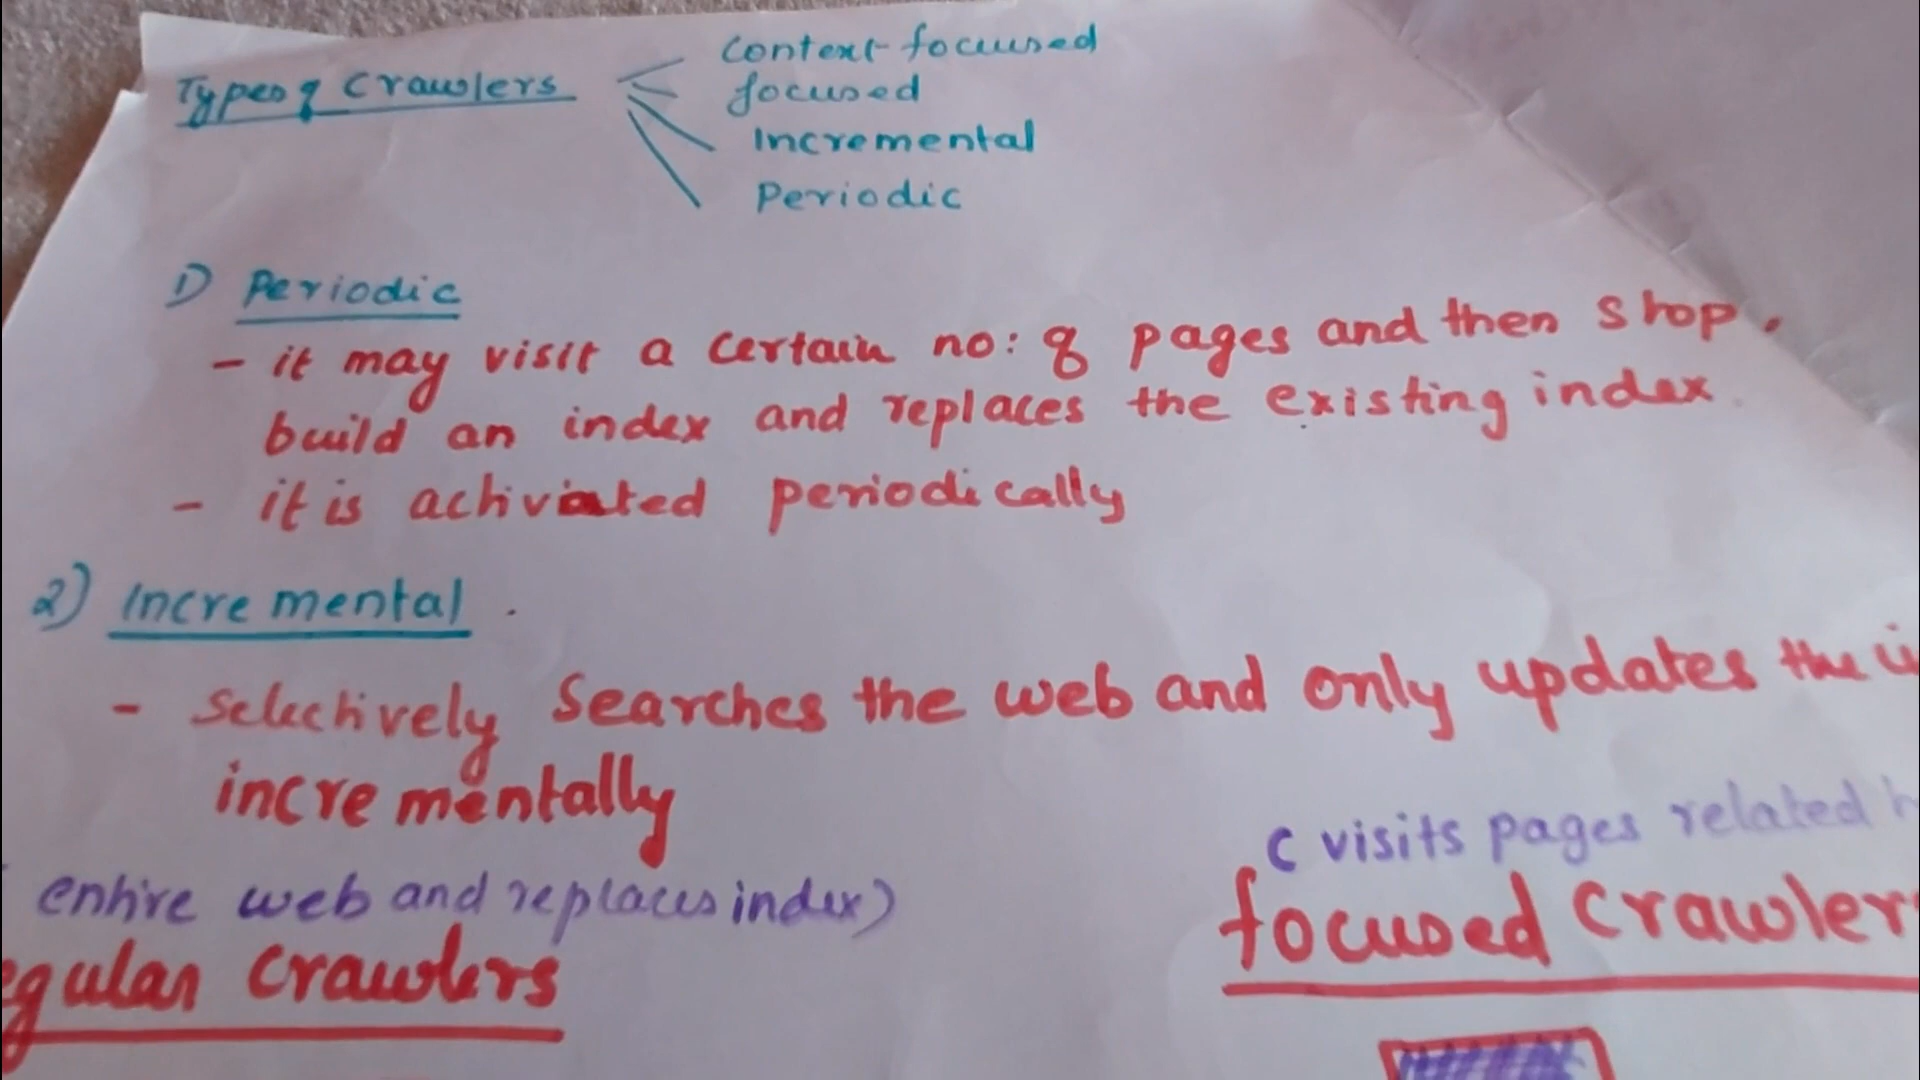 Types of Crawlers
Context focused
focused
Incremental
Periodic
1) Periodic
- it may visit a certain no: of pages and then stop,
build an index and replaces the existing index.
- it is activated periodically
2) Incremental .
- Selectively Searches the web and only updates the
incrementally
( visits pages related
entire web and replaces index)
focused Crawler
egular Crawlers